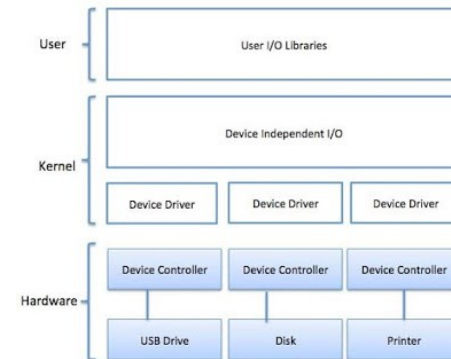 User
User I/O Libraries
Kernel
Device Independent I/O
Device Driver
Device Driver
Device Driver
Hardware
Device Controller
Device Controller
Device Controller
USB Drive
Disk
Printer